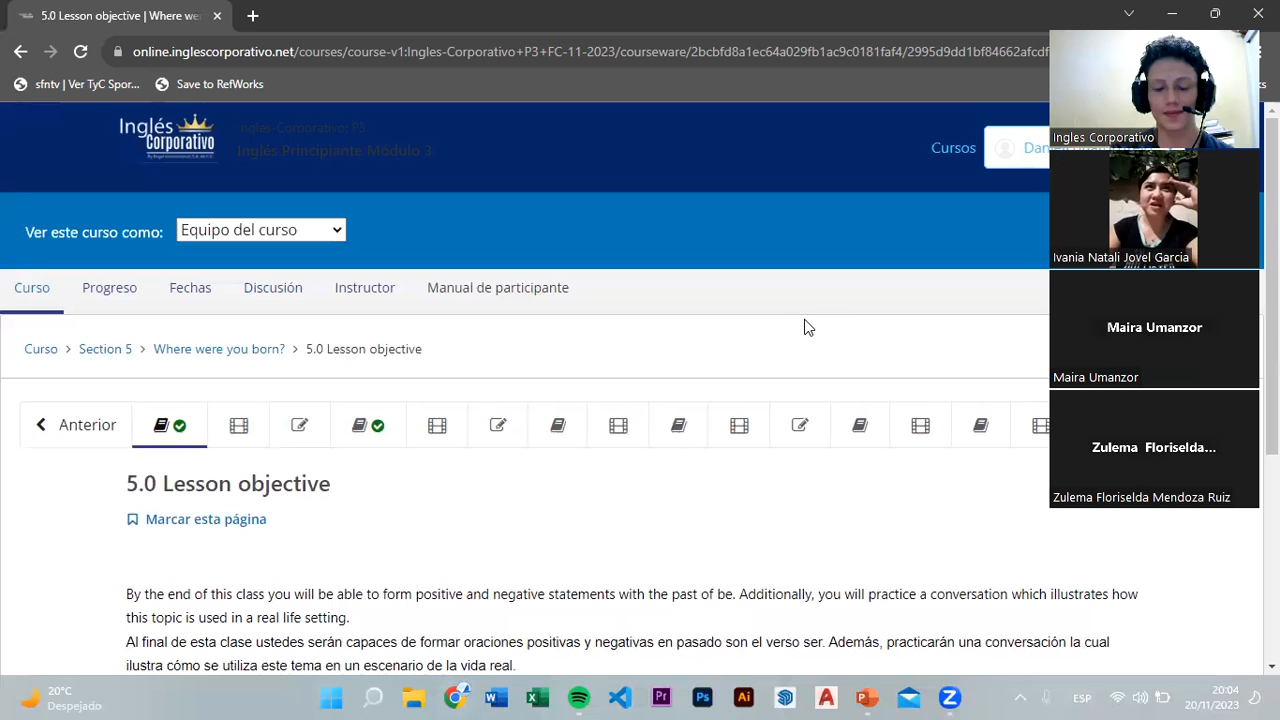 5.0 Lesson objective | Where we
online.inglescorporativo.net/courses/course-v1:Ingles-Corporativo+P3+FC-11-2023/courseware/2bcbfd8a1ec64a029fb1ac9c0181faf4/2995d9dd1bf84662afcdf
sfntv | Ver TyC Spor...
Save to RefWorks
Inglés
Corporativo
Ingles-Corporativo: P3
Inglés Principiante Módulo 3
Cursos
Ver este curso como:
Equipo del curso
Curso
Progreso
Fechas
Discusión
Instructor
Manual de participante
Curso > Section 5 > Where were you born? > 5.0 Lesson objective
Anterior
5.0 Lesson objective
Marcar esta página
By the end of this class you will be able to form positive and negative statements with the past of be. Additionally, you will practice a conversation which illustrates how
this topic is used in a real life setting.
Al final de esta clase ustedes serán capaces de formar oraciones positivas y negativas en pasado son el verso ser. Además, practicarán una conversación la cual
ilustra cómo se utiliza este tema en un escenario de la vida real.
Ingles Corporativo
Ivania Natali Jovel Garcia
Maira Umanzor
Maira Umanzor
Zulema Floriselda...
Zulema Floriselda Mendoza Ruiz
20°C
Despejado
ESP
20:04
20/11/2023